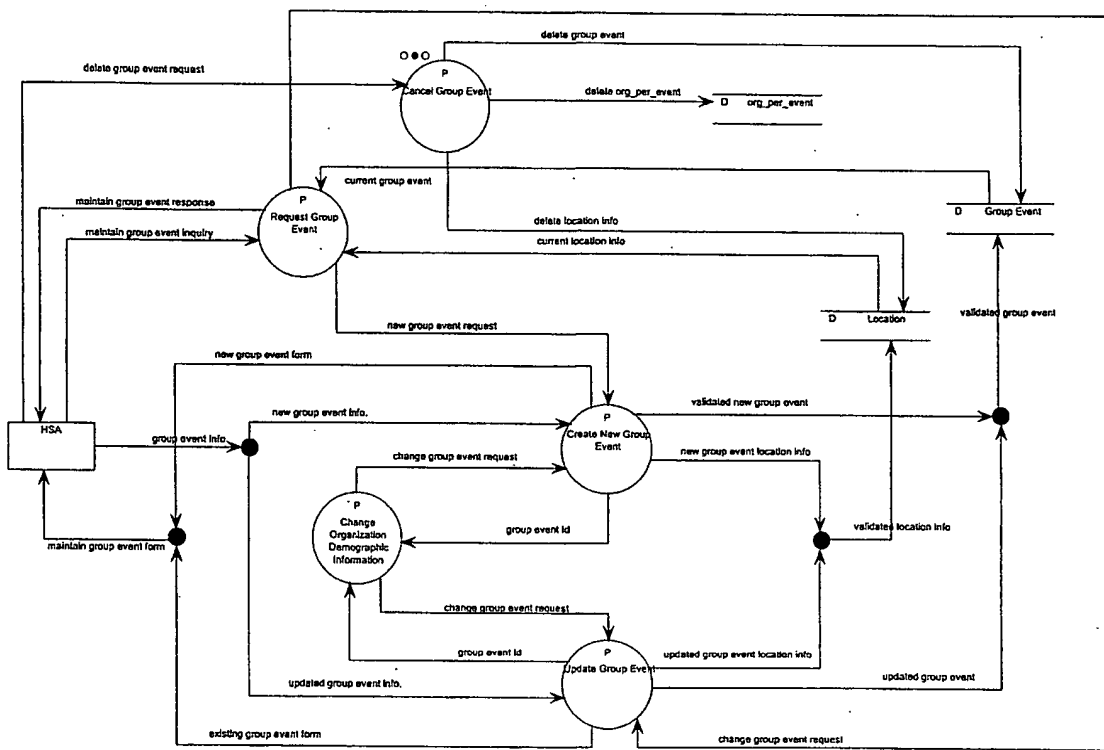 delete group event
delete group event request
P
Cancel Group Event
delete org_per_event
D org_per_event
current group event
maintain group event response
P
Request Group
Event
D Group Event
delete location info
maintain group event inquiry
current location info
D Location
validated group event
new group event request
new group event form
validated new group event
P
Create New Group
Event
new group event info.
HSA
group event info.
change group event request
new group event location info
P
Change
Organization
Demographic
Information
group event id
validated location info
maintain group event form
change group event request
group event id
P
Update Group Event
updated group event location info
updated group event info.
updated group event
existing group event form
change group event request